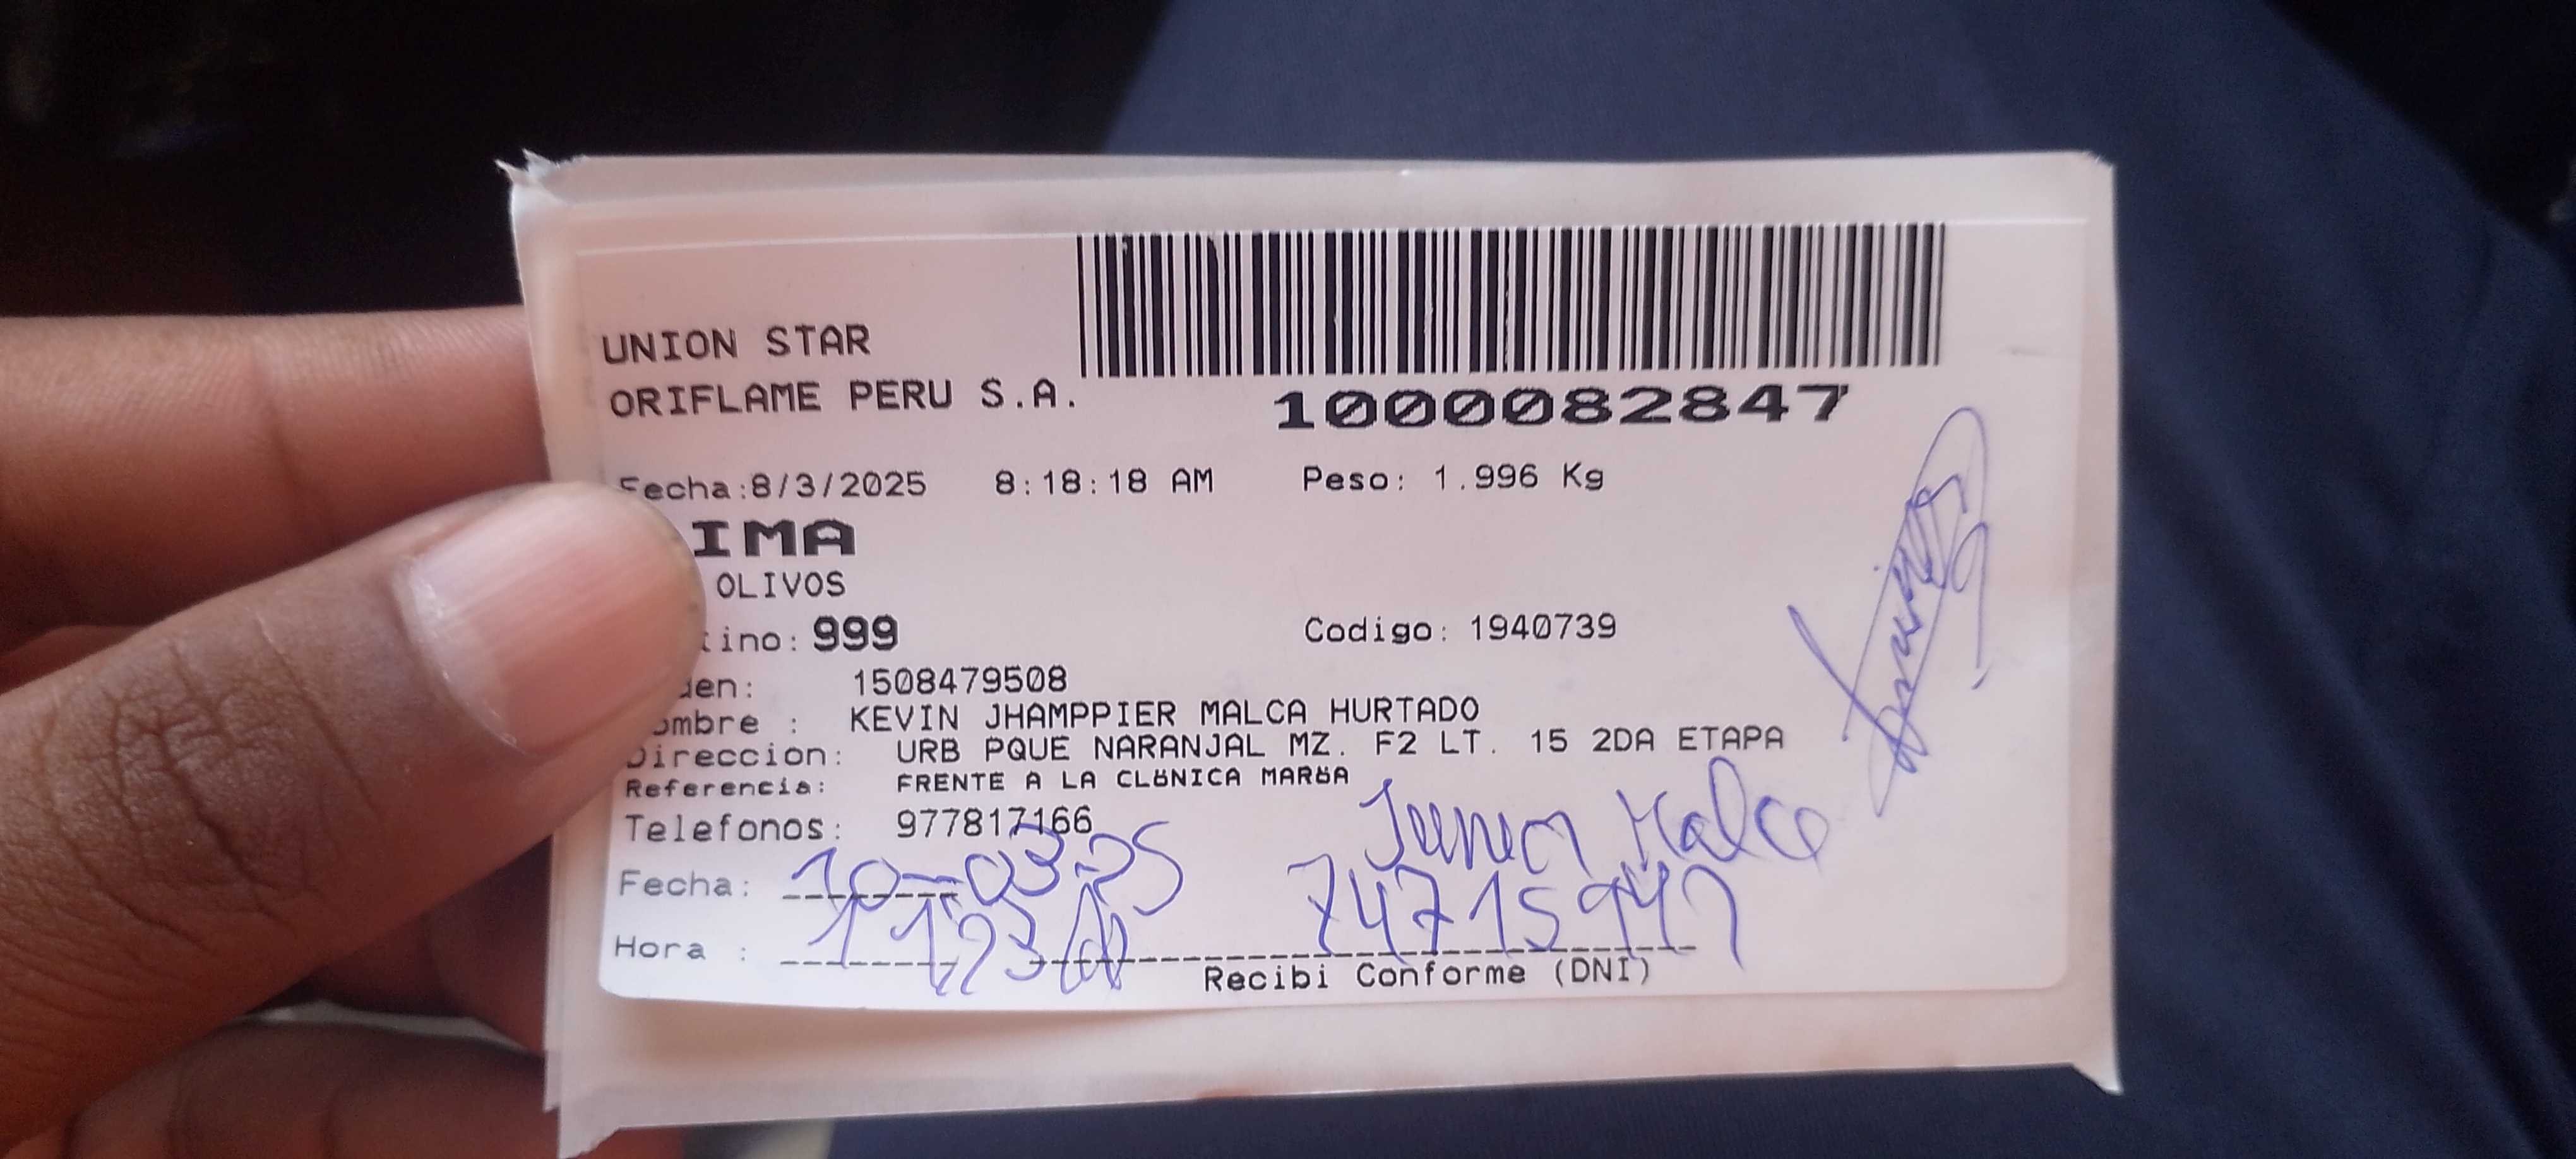 UNION STAR
ORIFLAME PERU S.A.
1000082847
Fecha:8/3/2025 8:18:18 AM Peso: 1.996 Kg
IMA
OLIVOS
tino: 999 Codigo: 1940739
den: 1508479508
ombre : KEVIN JHAMPPIER MALCA HURTADO
Direccion: URB PQUE NARANJAL MZ. F2 LT. 15 2DA ETAPA
Referencia: FRENTE A LA CLöNICA MARöA
Telefonos: 977817166
Junior Malca
Fecha: 10-03-25 74715947
Hora :
Recibi Conforme (DNI)